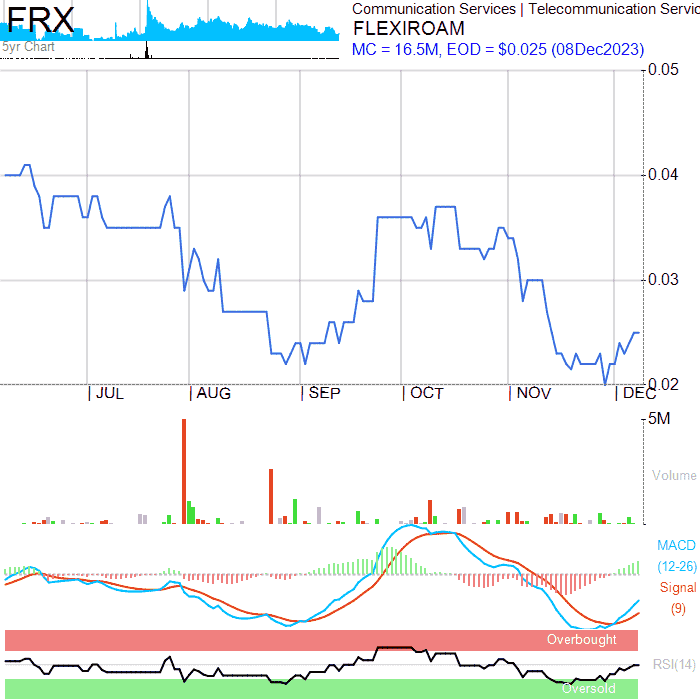 FRX
Communication Services | Telecommunication Servic
FLEXIROAM
5yr Chart
MC = 16.5M, EOD = $0.025 (08Dec2023)
0.05
0.04
0.03
0.02
JUL AUG SEP OCT NOV DEC
5M
Volume
MACD
(12-26)
Signal
(9)
Overbought
RSI(14)
Oversold